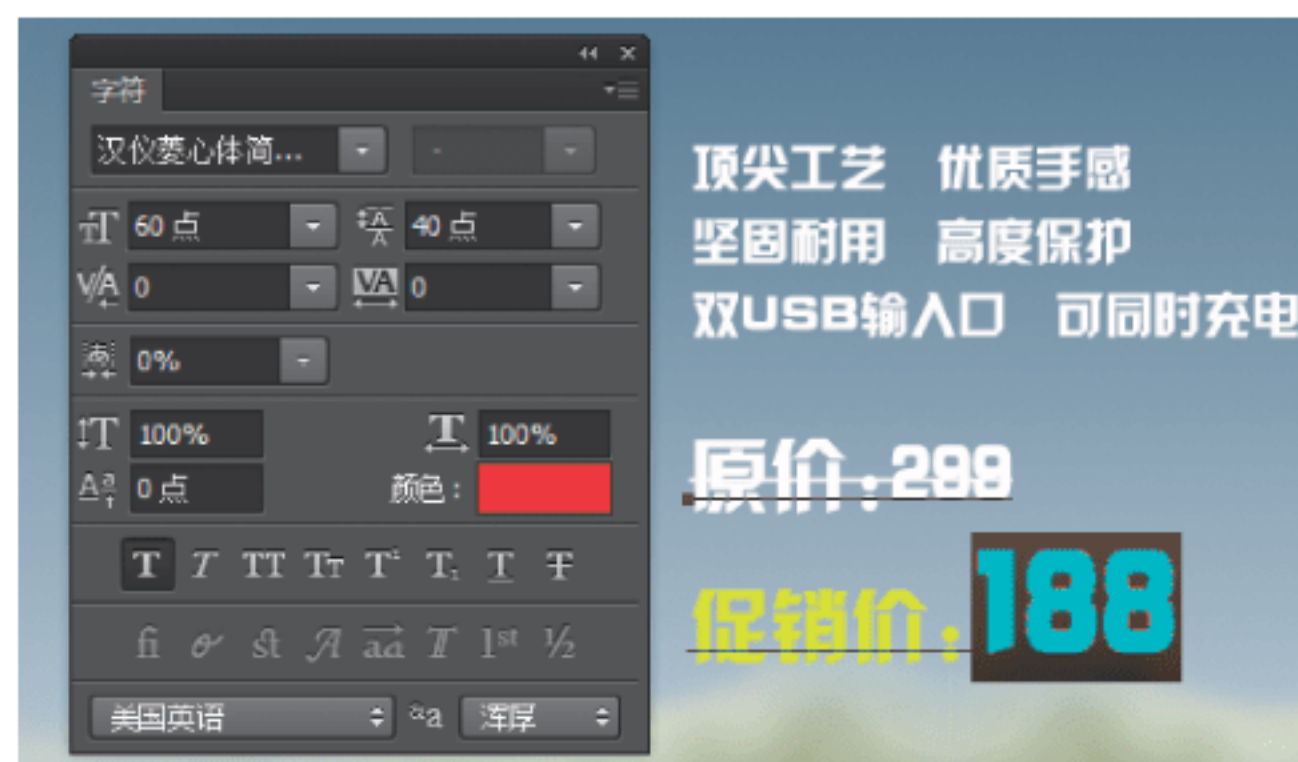 字符
汉仪菱心体简... -
60 点 40 点
0 0
0%
100% 100%
0 点 颜色：
T T TT Tт T¹ T₁ T T
fi st A aa T 1st ½
美国英语 aa 浑厚
顶尖工艺 优质手感
坚固耐用 高度保护
双USB输入口 可同时充电
原价：299
促销价：188